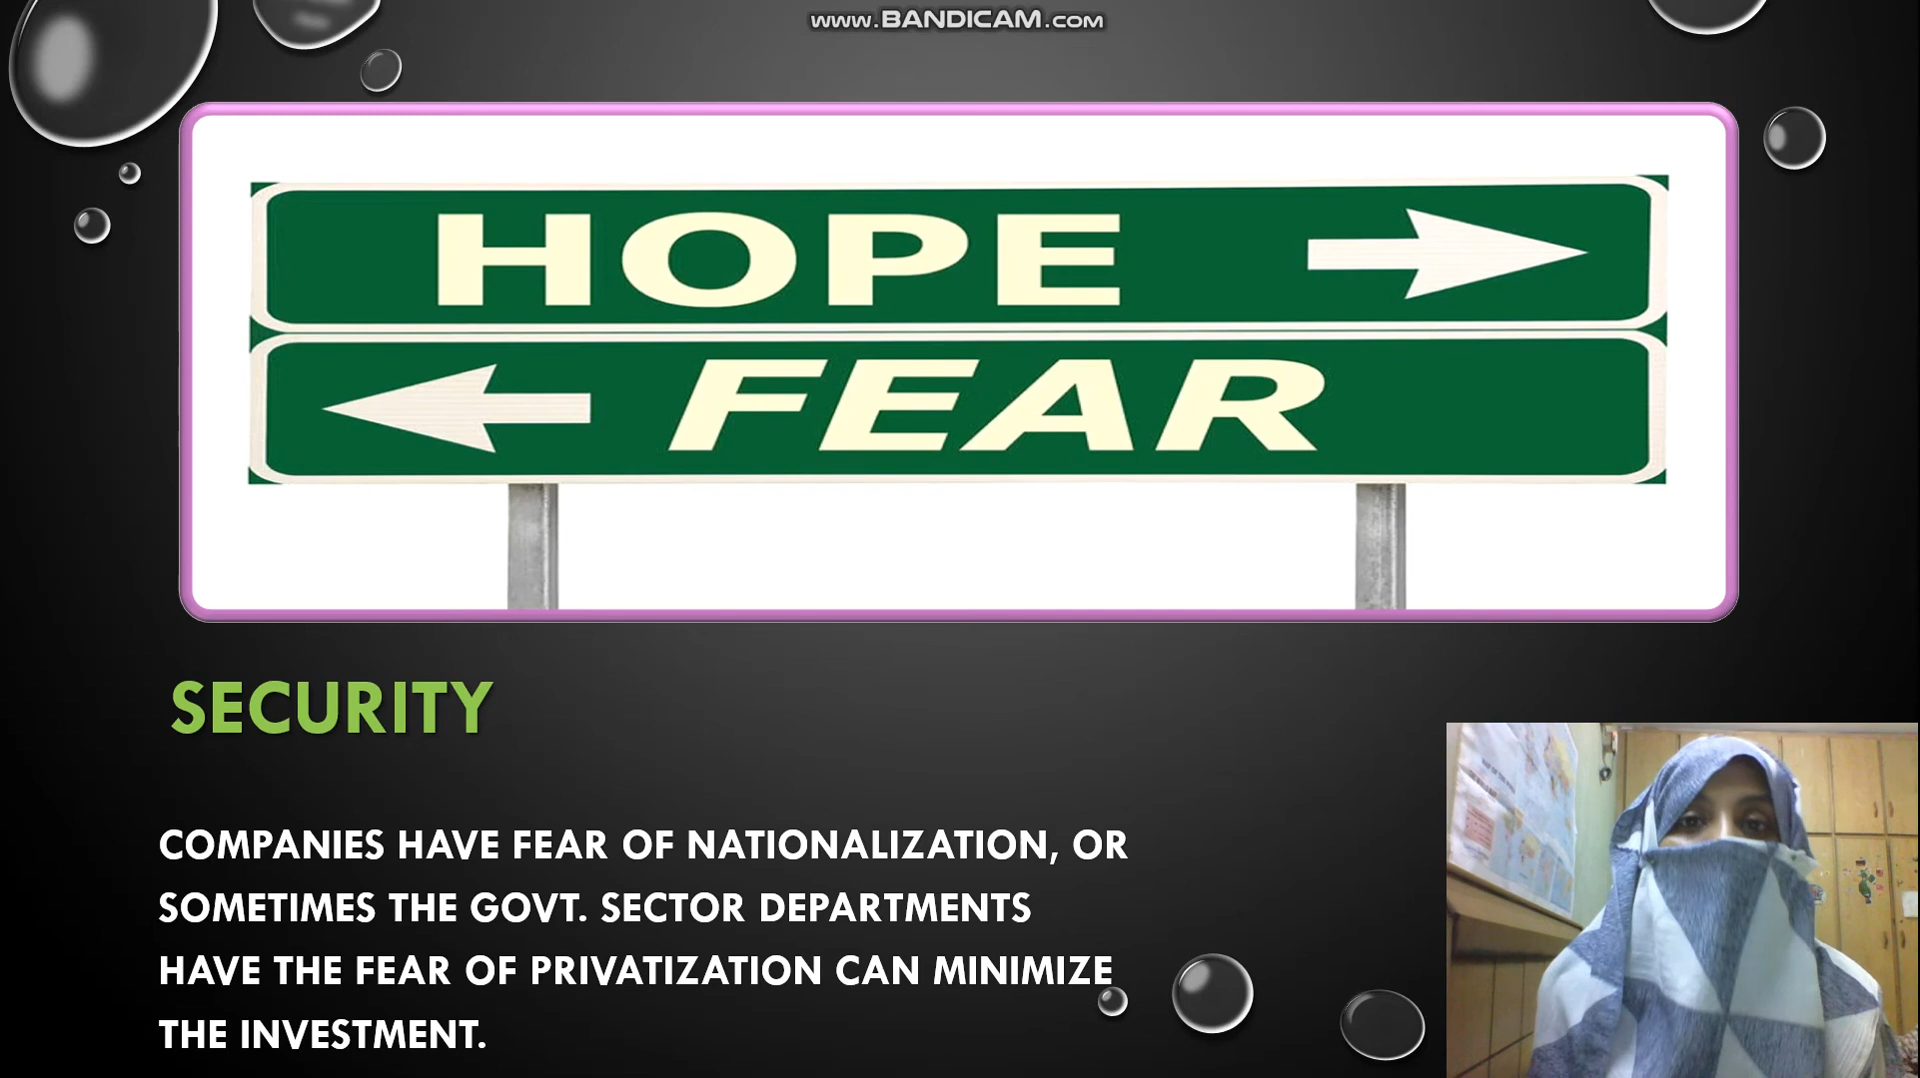 www.BANDICAM.com
HOPE
FEAR
SECURITY
COMPANIES HAVE FEAR OF NATIONALIZATION, OR
SOMETIMES THE GOVT. SECTOR DEPARTMENTS
HAVE THE FEAR OF PRIVATIZATION CAN MINIMIZE
THE INVESTMENT.